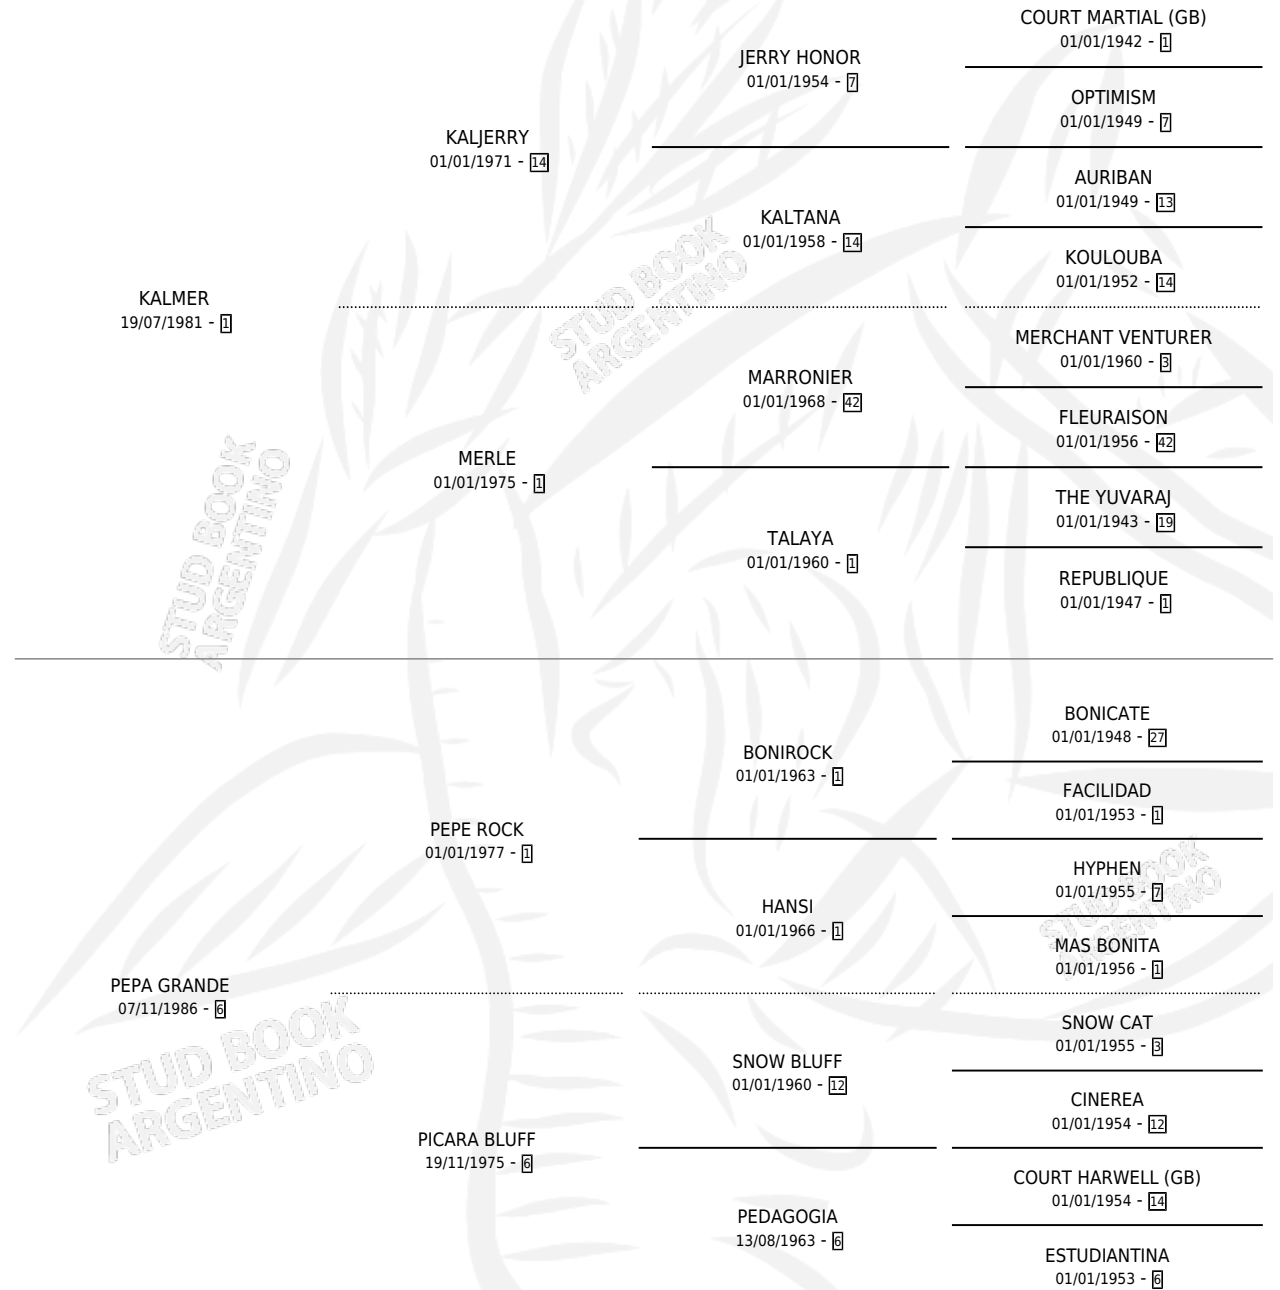 COURT MARTIAL (GB)
01/01/1942 - 1
JERRY HONOR
01/01/1954 - 7
OPTIMISM
01/01/1949 - 7
KALJERRY
01/01/1971 - 14
AURIBAN
01/01/1949 - 13
KALTANA
01/01/1958 - 14
KOULOUBA
01/01/1952 - 14
KALMER
19/07/1981 - 1
MERCHANT VENTURER
01/01/1960 - 3
MARRONIER
01/01/1968 - 42
FLEURAISON
01/01/1956 - 42
MERLE
01/01/1975 - 1
THE YUVARAJ
01/01/1943 - 19
TALAYA
01/01/1960 - 1
REPUBLIQUE
01/01/1947 - 1
BONICATE
01/01/1948 - 27
BONIROCK
01/01/1963 - 1
FACILIDAD
01/01/1953 - 1
PEPE ROCK
01/01/1977 - 1
HYPHEN
01/01/1955 - 7
HANSI
01/01/1966 - 1
MAS BONITA
01/01/1956 - 1
PEPA GRANDE
07/11/1986 - 6
SNOW CAT
01/01/1955 - 3
SNOW BLUFF
01/01/1960 - 12
CINEREA
01/01/1954 - 12
PICARA BLUFF
19/11/1975 - 6
COURT HARWELL (GB)
01/01/1954 - 14
PEDAGOGIA
13/08/1963 - 6
ESTUDIANTINA
01/01/1953 - 6
STUD BOOK
ARGENTINO
STUD BOOK
ARGENTINO
STUD BOOK
ARGENTINO
STUD BOOK
ARGENTINO